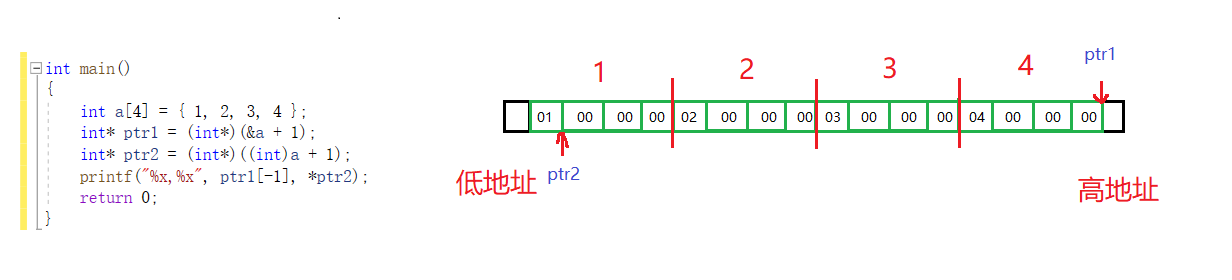 int main()
{
int a[4] = { 1, 2, 3, 4 };
int* ptr1 = (int*)(&a + 1);
int* ptr2 = (int*)((int)a + 1);
printf("%x,%x", ptr1[-1], *ptr2);
return 0;
}
1 2 3 4 ptr1
01 00 00 00 02 00 00 00 03 00 00 00 04 00 00 00
低地址 ptr2 高地址